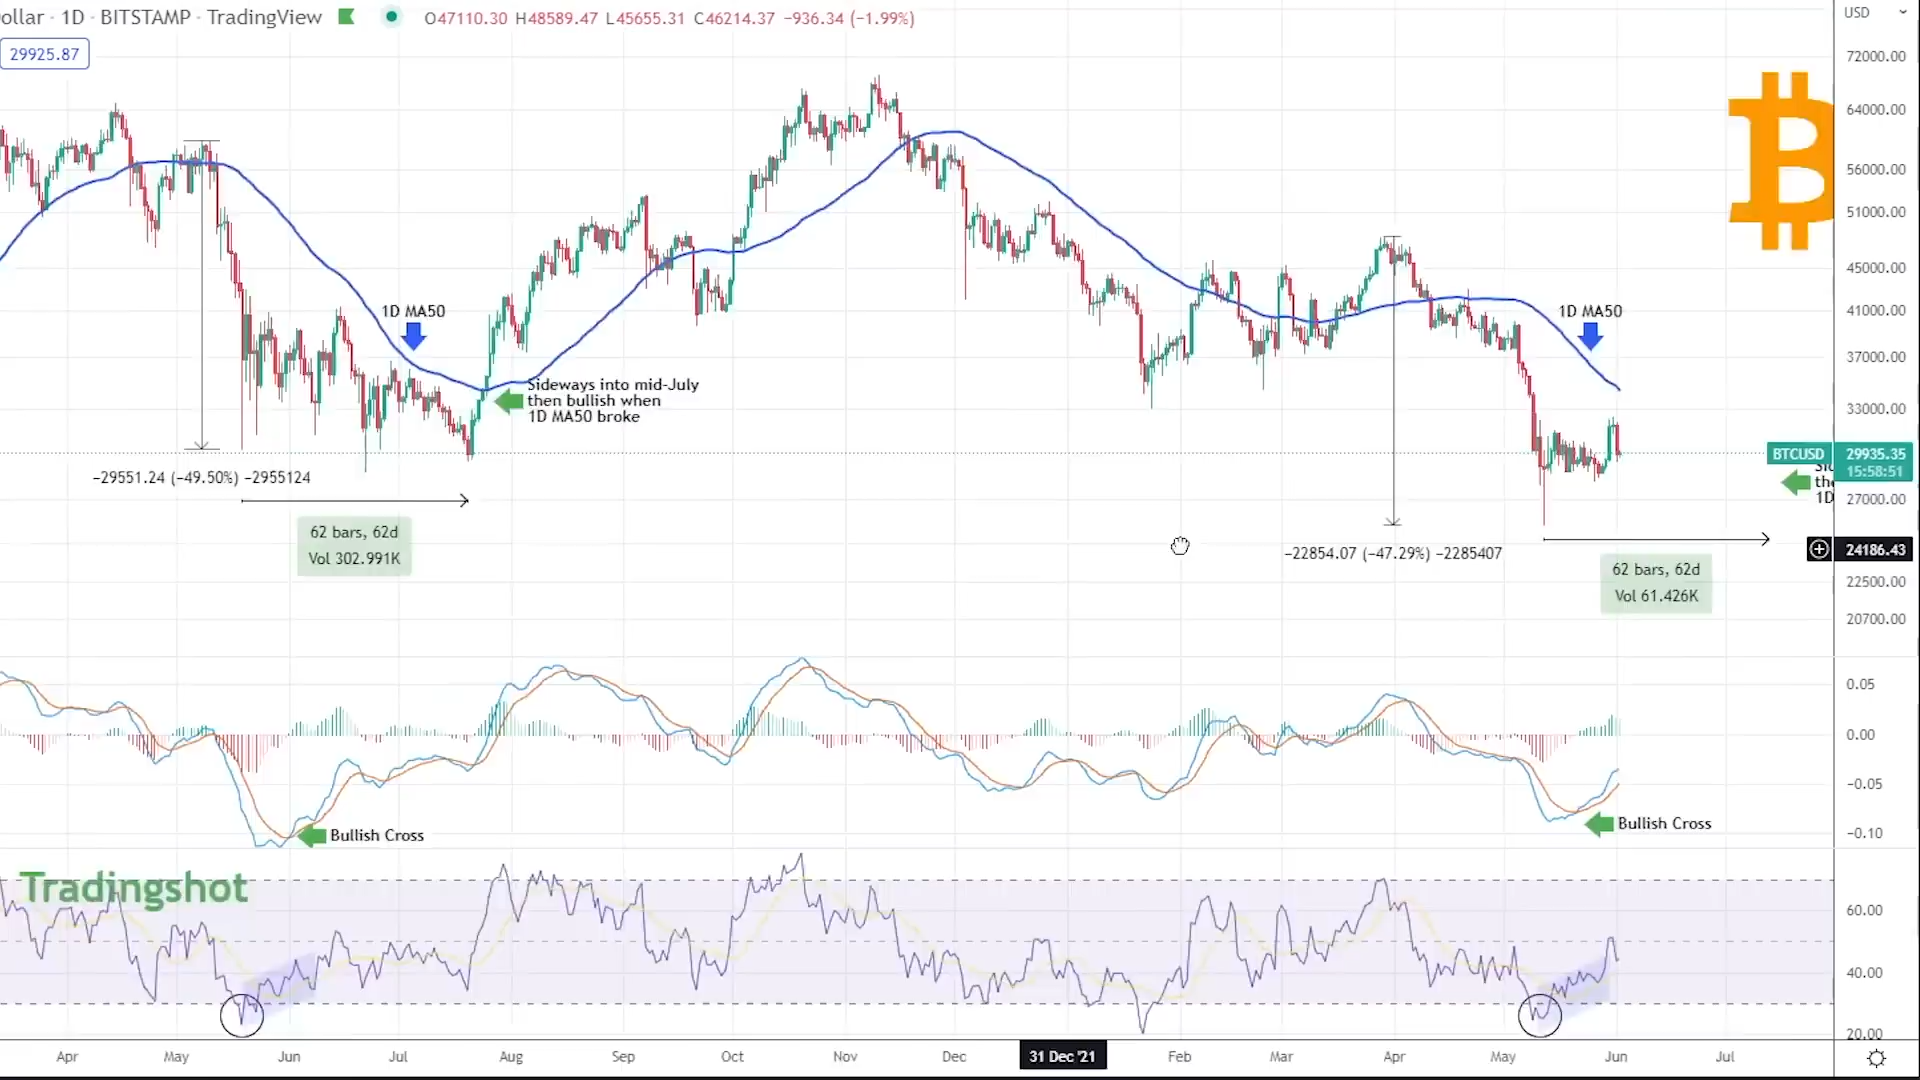 ollar · 1D · BITSTAMP · TradingView O47110.30 H48589.47 L45655.31 C46214.37 −936.34 (−1.99%)
USD
29925.87
72000.00
64000.00
56000.00
51000.00
45000.00
41000.00
37000.00
33000.00
BTCUSD 29935.35
15:58:51
27000.00
24186.43
22500.00
20700.00
1D MA50
Sideways into mid-July
then bullish when
1D MA50 broke
−29551.24 (−49.50%) −2955124
62 bars, 62d
Vol 302.991K
1D MA50
Sid
the
1D
−22854.07 (−47.29%) −2285407
62 bars, 62d
Vol 61.426K
0.05
0.00
−0.05
−0.10
Bullish Cross
Bullish Cross
Tradingshot
60.00
40.00
20.00
Apr May Jun Jul Aug Sep Oct Nov Dec 31 Dec '21 Feb Mar Apr May Jun Jul